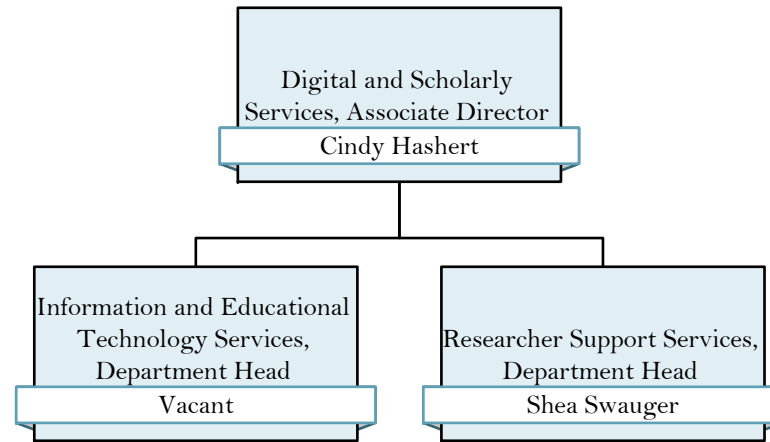 Digital and Scholarly
Services, Associate Director
Cindy Hashert
Information and Educational
Technology Services,
Department Head
Vacant
Researcher Support Services,
Department Head
Shea Swauger